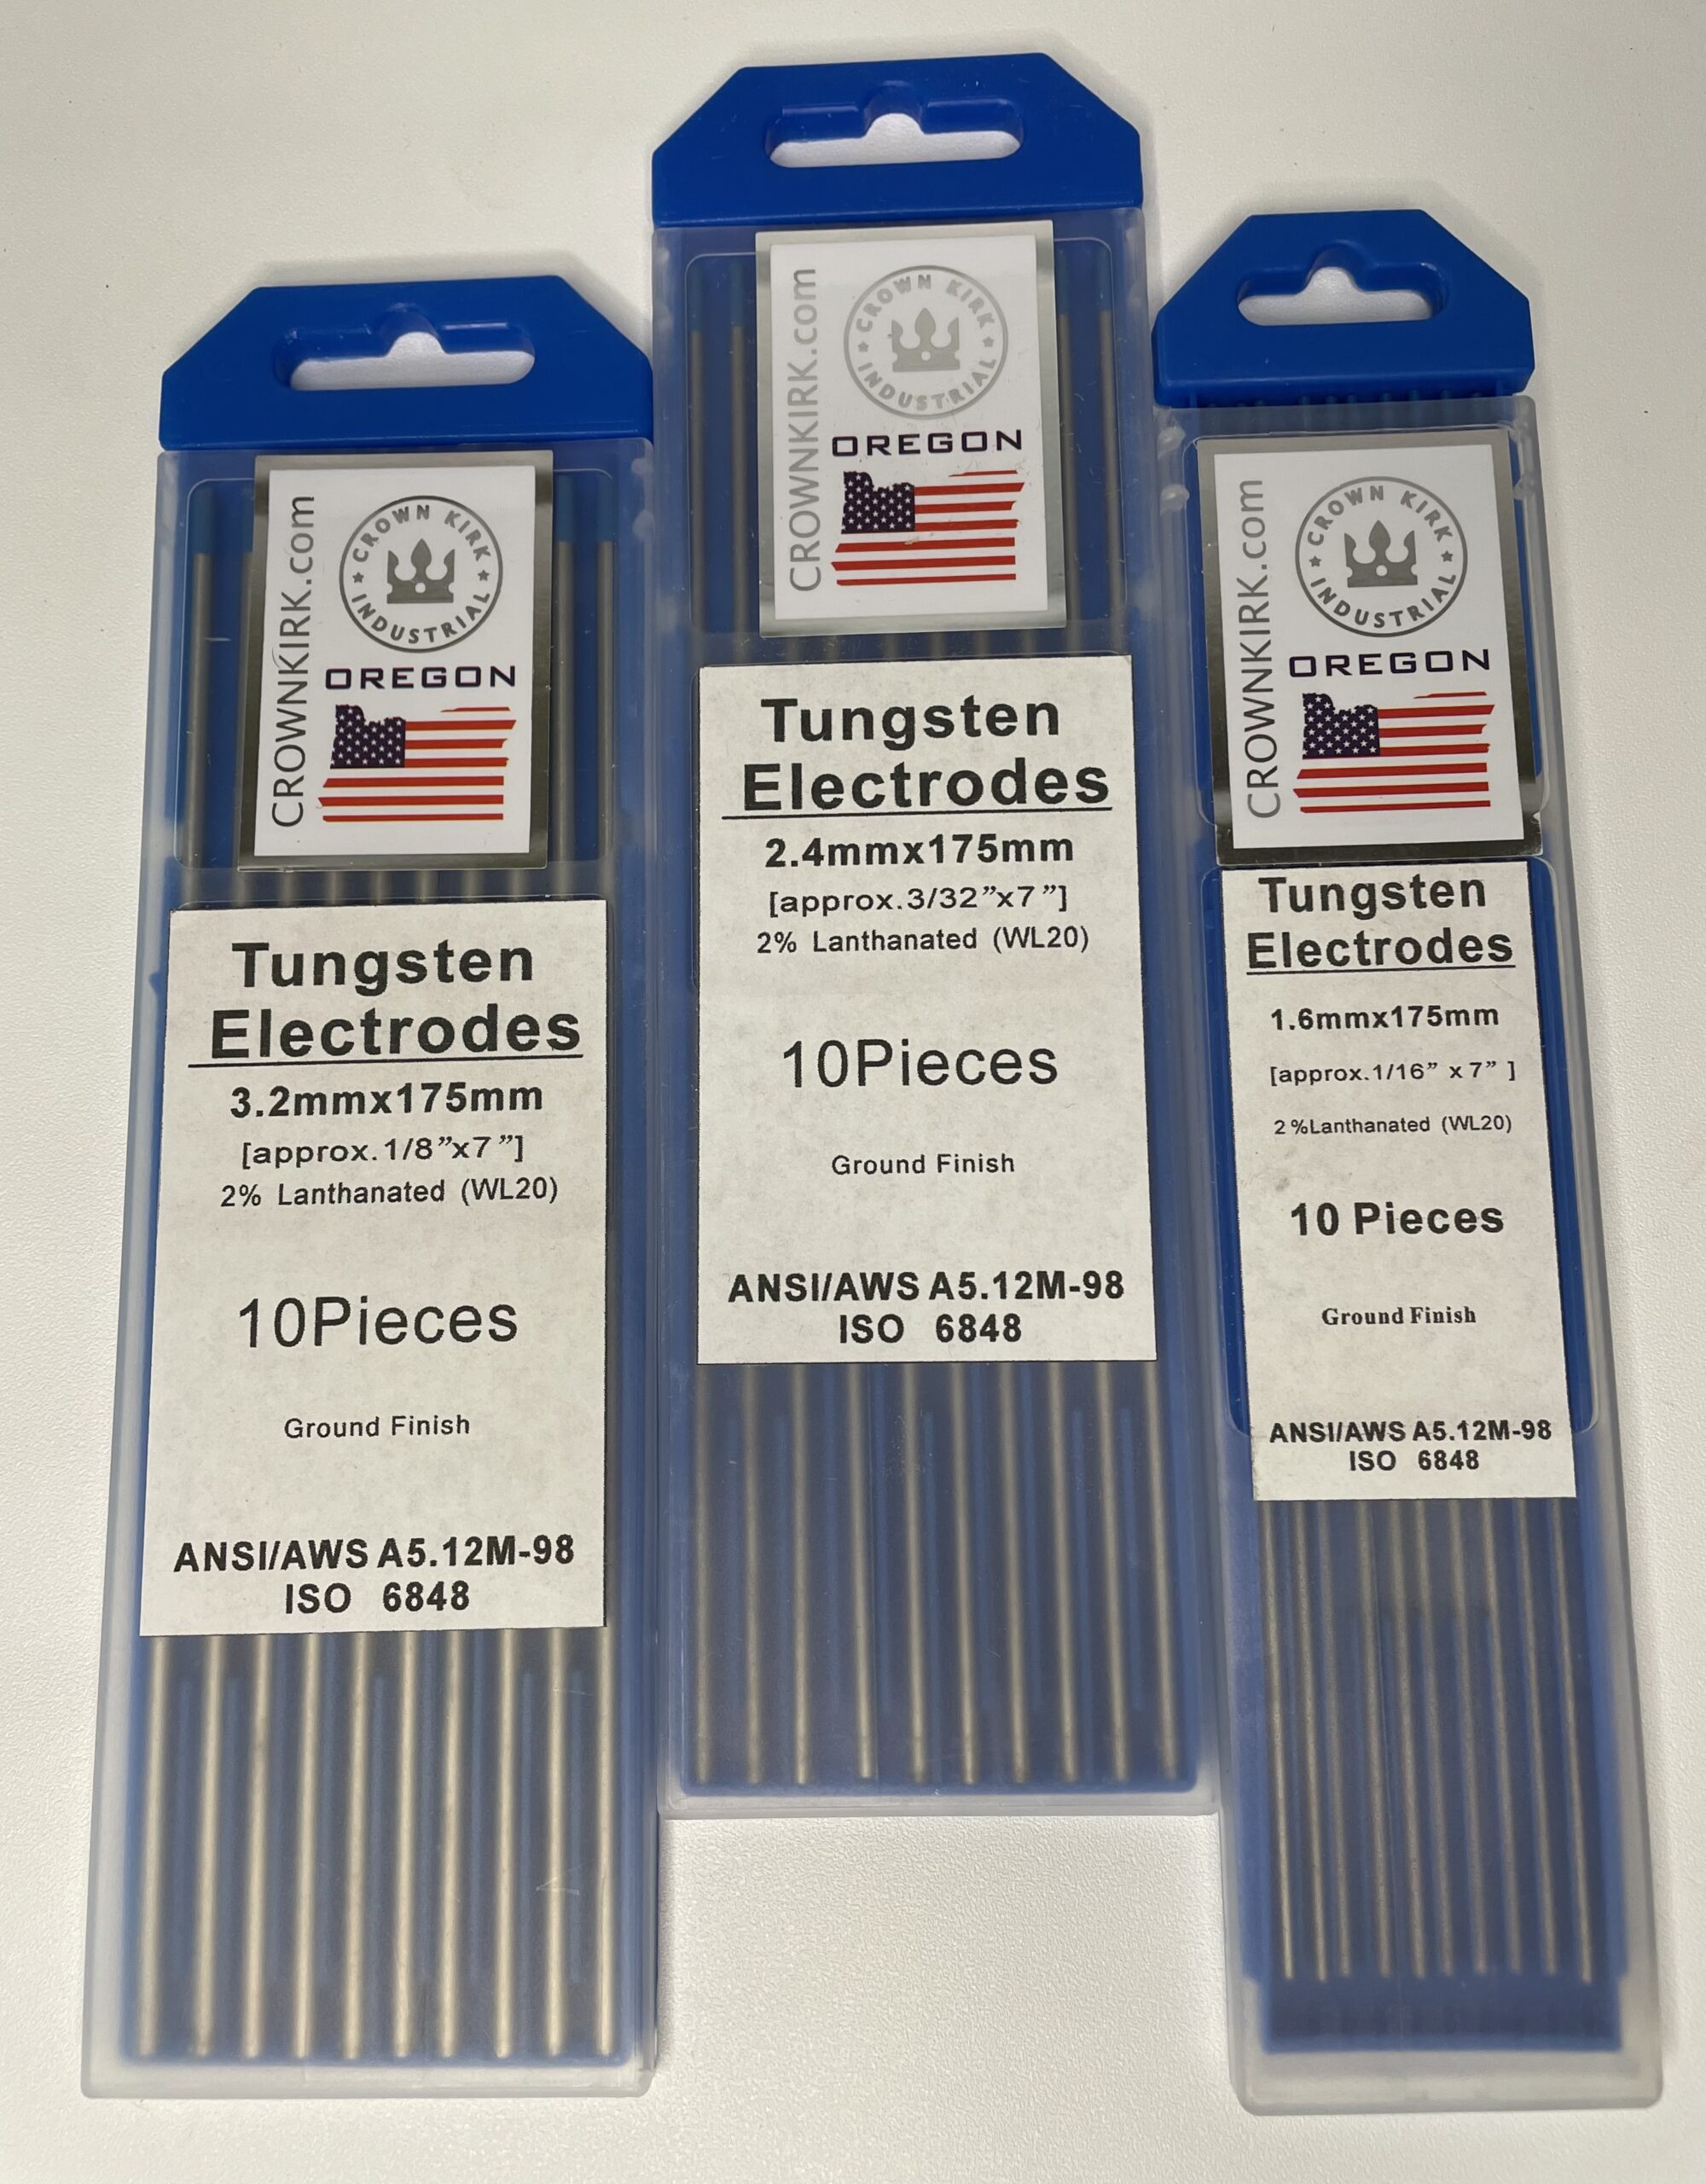 CROWNKIRK.com
CROWN KIRK
INDUSTRIAL
OREGON
Tungsten
Electrodes
3.2mmx175mm
[approx.1/8”x7”]
2% Lanthanated (WL20)
10Pieces
Ground Finish
ANSI/AWS A5.12M-98
ISO 6848
CROWNKIRK.com
CROWN KIRK
INDUSTRIAL
OREGON
Tungsten
Electrodes
2.4mmx175mm
[approx.3/32”x7”]
2% Lanthanated (WL20)
10Pieces
Ground Finish
ANSI/AWS A5.12M-98
ISO 6848
CROWNKIRK.com
CROWN KIRK
INDUSTRIAL
OREGON
Tungsten
Electrodes
1.6mmx175mm
[approx.1/16” x 7” ]
2%Lanthanated (WL20)
10 Pieces
Ground Finish
ANSI/AWS A5.12M-98
ISO 6848